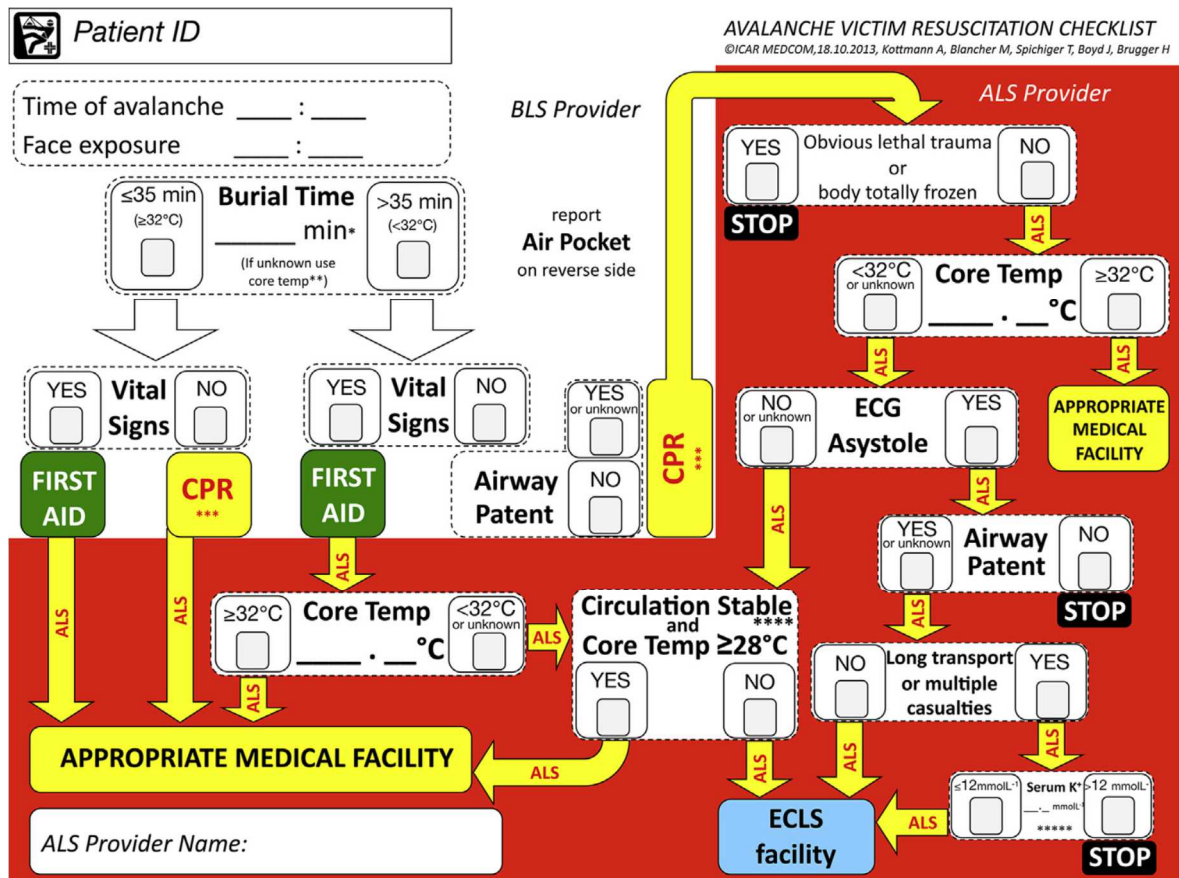 Patient ID
AVALANCHE VICTIM RESUSCITATION CHECKLIST
©ICAR MEDCOM,18.10.2013, Kottmann A, Blancher M, Spichiger T, Boyd J, Brugger H
Time of avalanche ____ : ____
Face exposure ____ : ____
BLS Provider
ALS Provider
≤35 min
(≥32°C)
Burial Time
_____ min*
(If unknown use
core temp**)
>35 min
(<32°C)
report
Air Pocket
on reverse side
YES
Vital
Signs
NO
FIRST
AID
CPR
***
YES
Vital
Signs
NO
FIRST
AID
YES
or unknown
Airway
Patent
NO
CPR
***
YES
Obvious lethal trauma
or
body totally frozen
NO
STOP
ALS
<32°C
or unknown
Core Temp
____ . __°C
≥32°C
ALS
ALS
APPROPRIATE
MEDICAL
FACILITY
NO
or unknown
ECG
Asystole
YES
ALS
ALS
YES
or unknown
Airway
Patent
NO
STOP
ALS
NO
Long transport
or multiple
casualties
YES
ALS
ALS
≤12mmolL⁻¹
Serum K⁺
__._ mmolL⁻¹
*****
>12 mmolL⁻
STOP
ALS
ALS
ALS
ALS
≥32°C
Core Temp
____ . __°C
<32°C
or unknown
ALS
ALS
Circulation Stable
****
and
Core Temp ≥28°C
YES
NO
ALS
ALS
APPROPRIATE MEDICAL FACILITY
ECLS
facility
ALS Provider Name: